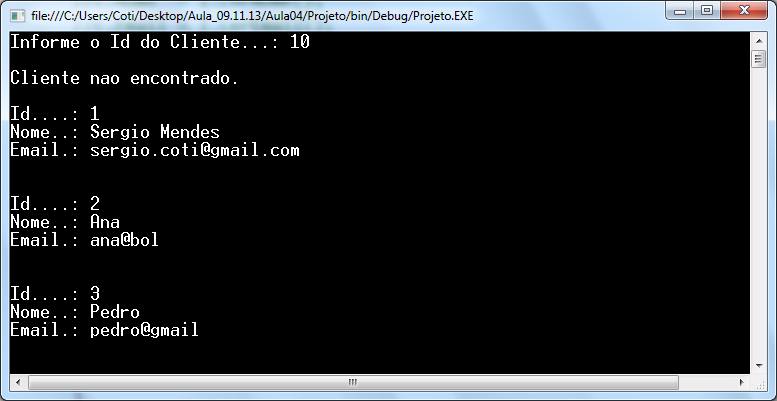 file:///C:/Users/Coti/Desktop/Aula_09.11.13/Aula04/Projeto/bin/Debug/Projeto.EXE
Informe o Id do Cliente...: 10
Cliente nao encontrado.
Id....: 1
Nome..: Sergio Mendes
Email.: sergio.coti@gmail.com
Id....: 2
Nome..: Ana
Email.: ana@bol
Id....: 3
Nome..: Pedro
Email.: pedro@gmail